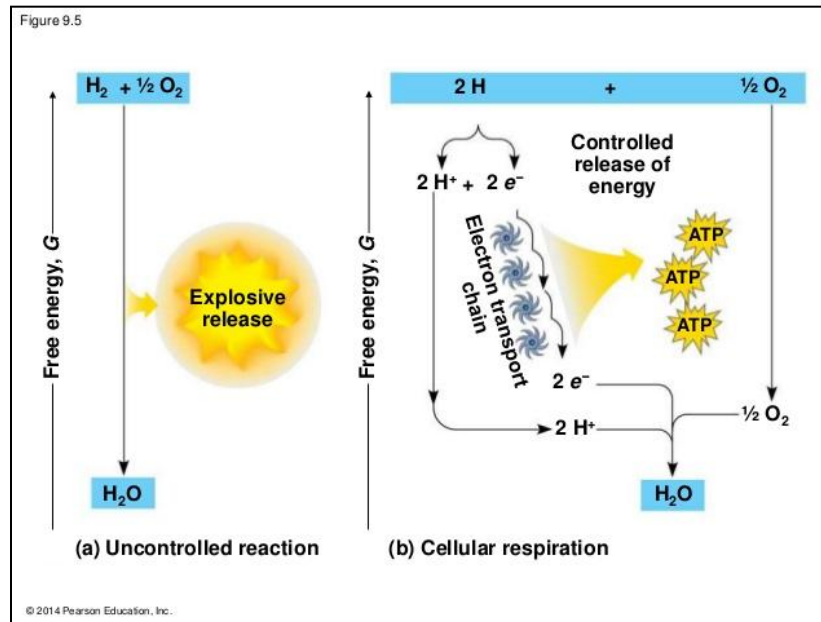 Figure 9.5
H₂ + ½ O₂
Free energy, G
Explosive
release
H₂O
(a) Uncontrolled reaction
2 H + ½ O₂
Free energy, G
2 H⁺ + 2 e⁻
Controlled
release of
energy
Electron transport
chain
ATP
ATP
ATP
2 e⁻
½ O₂
2 H⁺
H₂O
(b) Cellular respiration
© 2014 Pearson Education, Inc.